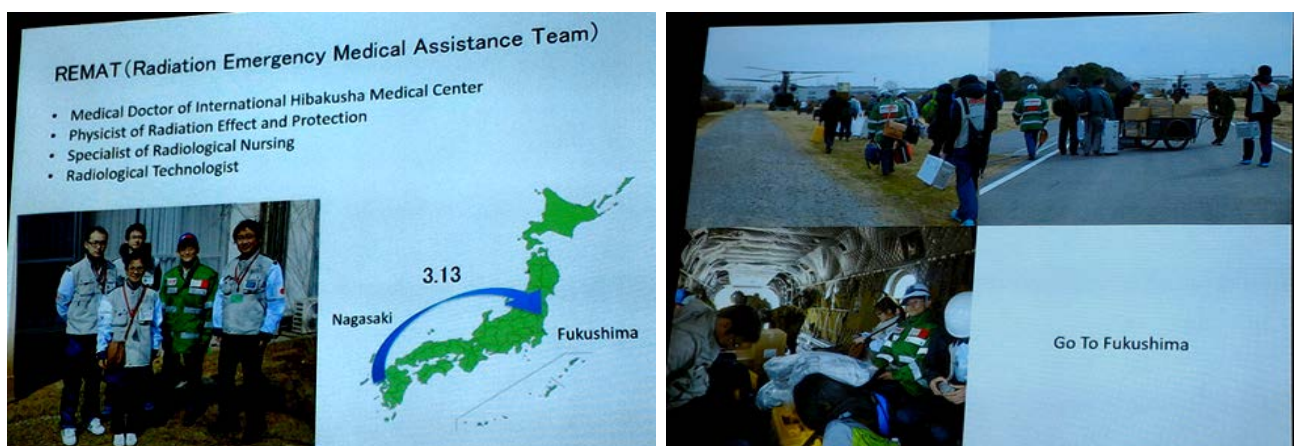 REMAT(Radiation Emergency Medical Assistance Team)
• Medical Doctor of International Hibakusha Medical Center
• Physicist of Radiation Effect and Protection
• Specialist of Radiological Nursing
• Radiological Technologist
3.13
Nagasaki
Fukushima
Go To Fukushima